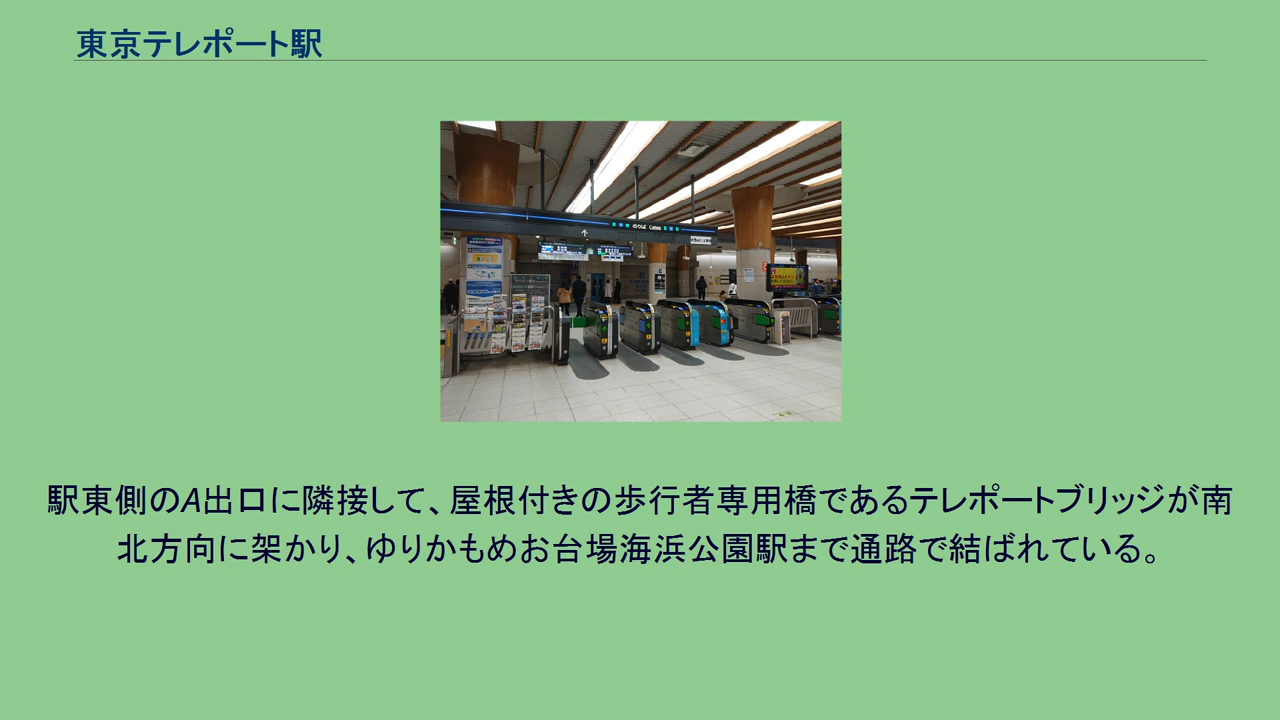 東京テレポート駅
のりば Gates
駅東側のA出口に隣接して、屋根付きの歩行者専用橋であるテレポートブリッジが南
北方向に架かり、ゆりかもめお台場海浜公園駅まで通路で結ばれている。